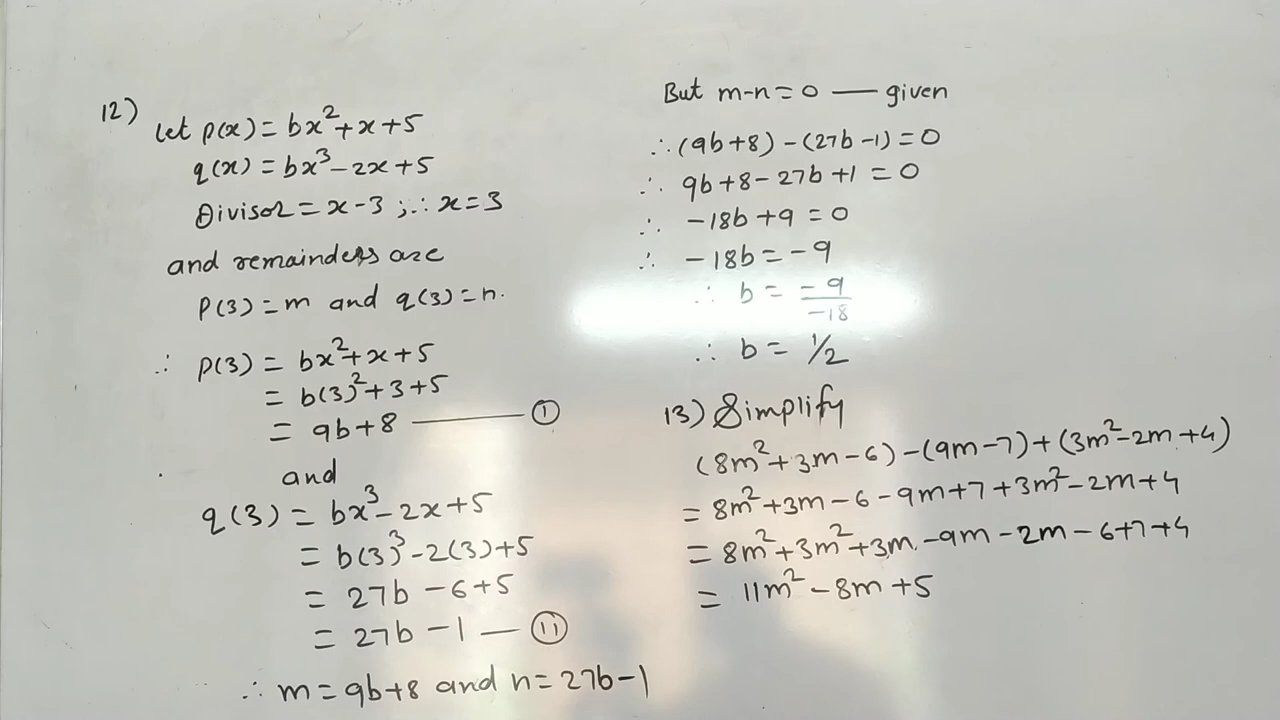 12)
Let p(x) = bx²+x+5
q(x) = bx³-2x+5
Divisor = x-3 ; ∴ x=3
and remainders are
P(3) = m and q(3) = n.
∴ p(3) = bx²+x+5
= b(3)²+3+5
= 9b+8 —— ①
and
q(3) = bx³-2x+5
= b(3)³-2(3)+5
= 27b-6+5
= 27b-1 — ⑪
∴ m = 9b+8 and n = 27b-1
But m-n=0 — given
∴ (9b+8) - (27b-1) = 0
∴ 9b+8-27b+1 = 0
∴ -18b+9 = 0
∴ -18b = -9
∴ b = -9/-18
∴ b = 1/2
13) Simplify
(8m²+3m-6)-(9m-7)+(3m²-2m+4)
= 8m²+3m-6-9m+7+3m²-2m+4
= 8m²+3m²+3m-9m-2m-6+7+4
= 11m²-8m+5